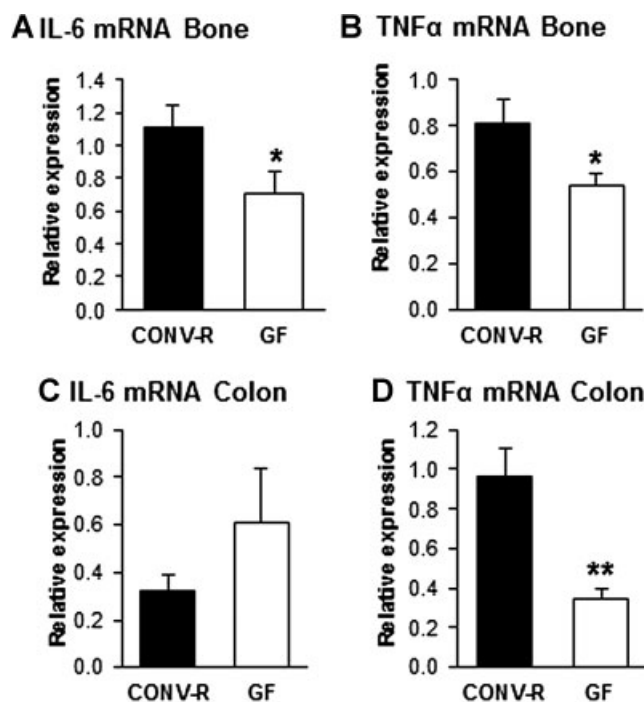 A IL-6 mRNA Bone
Relative expression
1.4
1.2
1.0
0.8
0.6
0.4
0.2
0.0
*
CONV-R GF
B TNFα mRNA Bone
Relative expression
1.0
0.8
0.6
0.4
0.2
0.0
*
CONV-R GF
C IL-6 mRNA Colon
Relative expression
1.0
0.8
0.6
0.4
0.2
0.0
CONV-R GF
D TNFα mRNA Colon
Relative expression
1.2
1.0
0.8
0.6
0.4
0.2
0.0
**
CONV-R GF